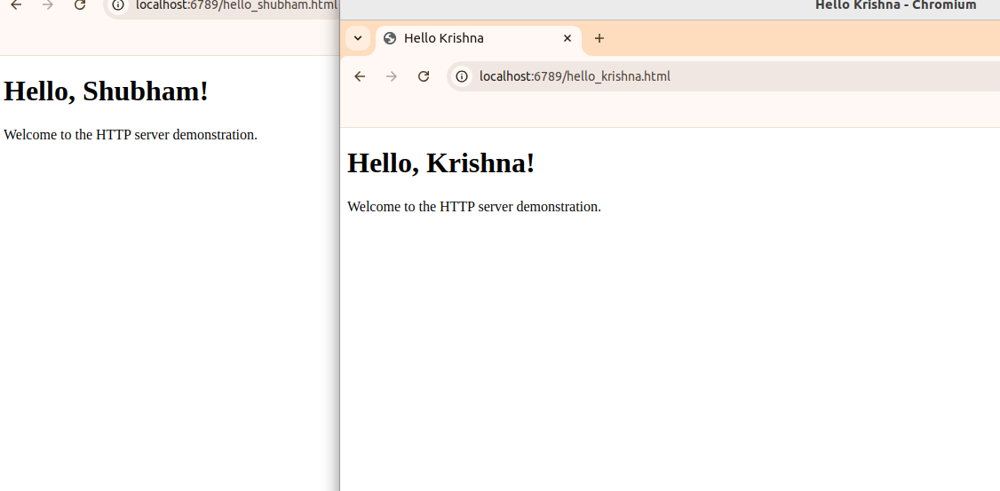 localhost:6789/hello_shubham.html
Hello, Shubham!
Welcome to the HTTP server demonstration.
Hello Krishna - Chromium
Hello Krishna
localhost:6789/hello_krishna.html
Hello, Krishna!
Welcome to the HTTP server demonstration.